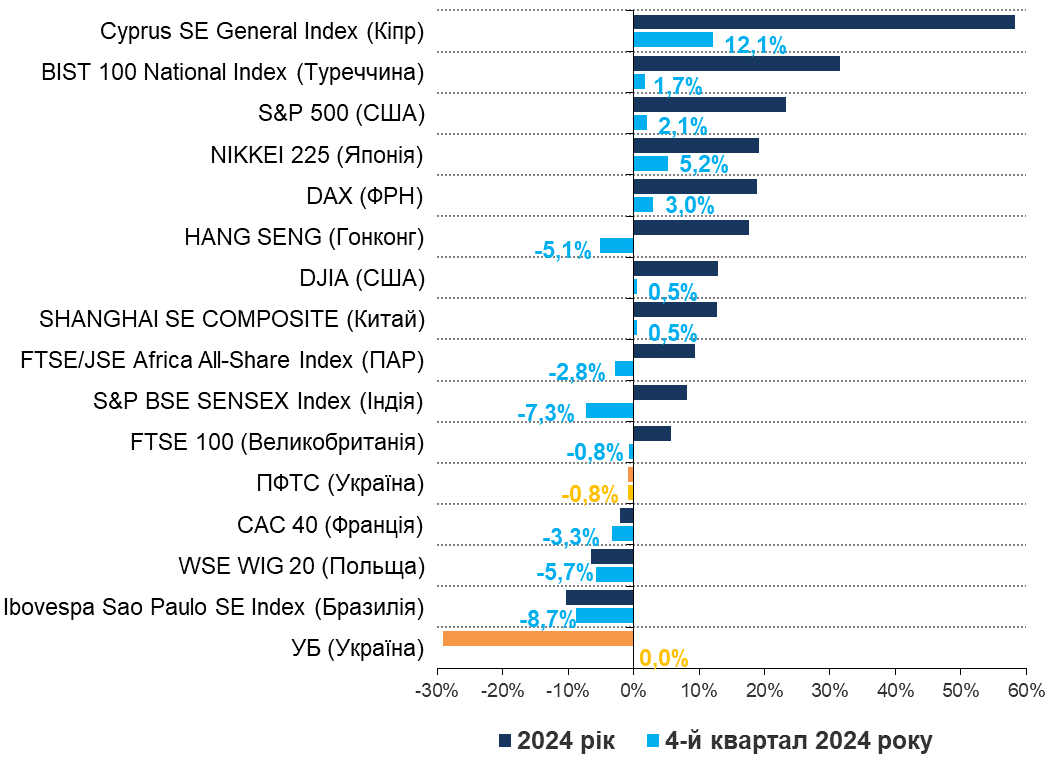 Cyprus SE General Index (Кіпр)
12,1%
BIST 100 National Index (Туреччина)
1,7%
S&P 500 (США)
2,1%
NIKKEI 225 (Японія)
5,2%
DAX (ФРН)
3,0%
HANG SENG (Гонконг)
-5,1%
DJIA (США)
0,5%
SHANGHAI SE COMPOSITE (Китай)
0,5%
FTSE/JSE Africa All-Share Index (ПАР)
-2,8%
S&P BSE SENSEX Index (Індія)
-7,3%
FTSE 100 (Великобританія)
-0,8%
ПФТС (Україна)
-0,8%
CAC 40 (Франція)
-3,3%
WSE WIG 20 (Польща)
-5,7%
Ibovespa Sao Paulo SE Index (Бразилія)
-8,7%
УБ (Україна)
0,0%
-30% -20% -10% 0% 10% 20% 30% 40% 50% 60%
2024 рік 4-й квартал 2024 року